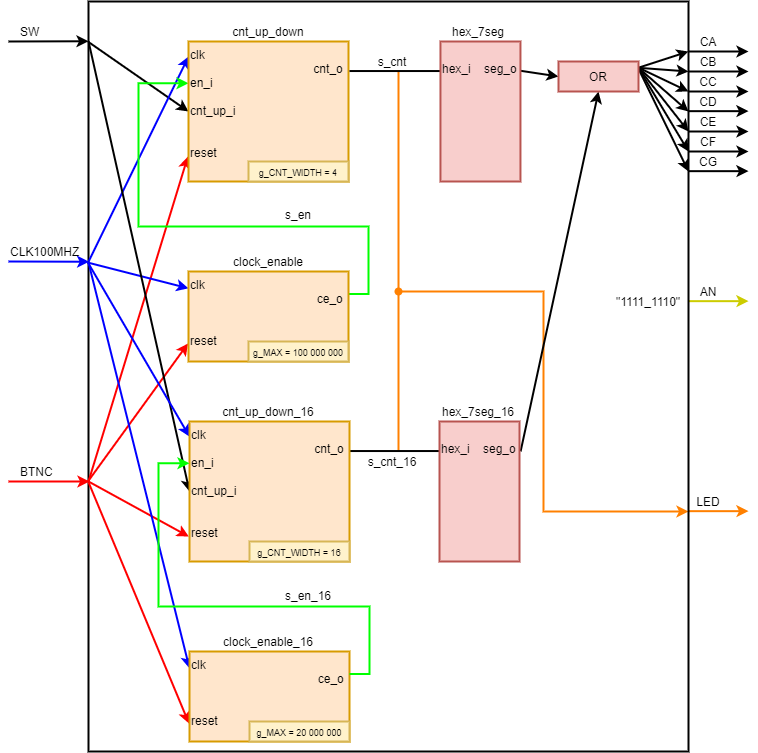 SW
CLK100MHZ
BTNC
cnt_up_down
clk
en_i
cnt_up_i
reset
cnt_o
g_CNT_WIDTH = 4
s_en
clock_enable
clk
reset
ce_o
g_MAX = 100 000 000
cnt_up_down_16
clk
en_i
cnt_up_i
reset
cnt_o
g_CNT_WIDTH = 16
s_en_16
clock_enable_16
clk
reset
ce_o
g_MAX = 20 000 000
s_cnt
s_cnt_16
hex_7seg
hex_i
seg_o
hex_7seg_16
hex_i
seg_o
OR
CA
CB
CC
CD
CE
CF
CG
"1111_1110"
AN
LED